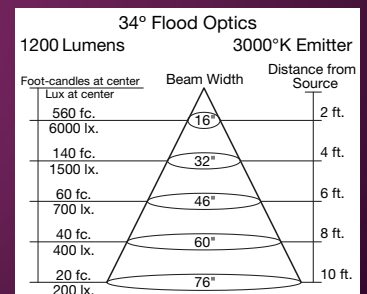 34º Flood Optics
1200 Lumens 3000°K Emitter
Foot-candles at center
Lux at center
Beam Width
Distance from
Source
560 fc.
6000 lx.
16"
2 ft.
140 fc.
1500 lx.
32"
4 ft.
60 fc.
700 lx.
46"
6 ft.
40 fc.
400 lx.
60"
8 ft.
20 fc.
200 lx.
76"
10 ft.